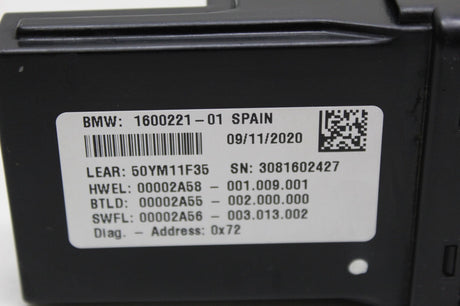 BMW: 1600221-01 SPAIN
09/11/2020
LEAR: 50YM11F35 SN: 3081602427
HWEL: 00002A58 - 001.009.001
BTLD: 00002A55 - 002.000.000
SWFL: 00002A56 - 003.013.002
Diag. - Address: 0x72